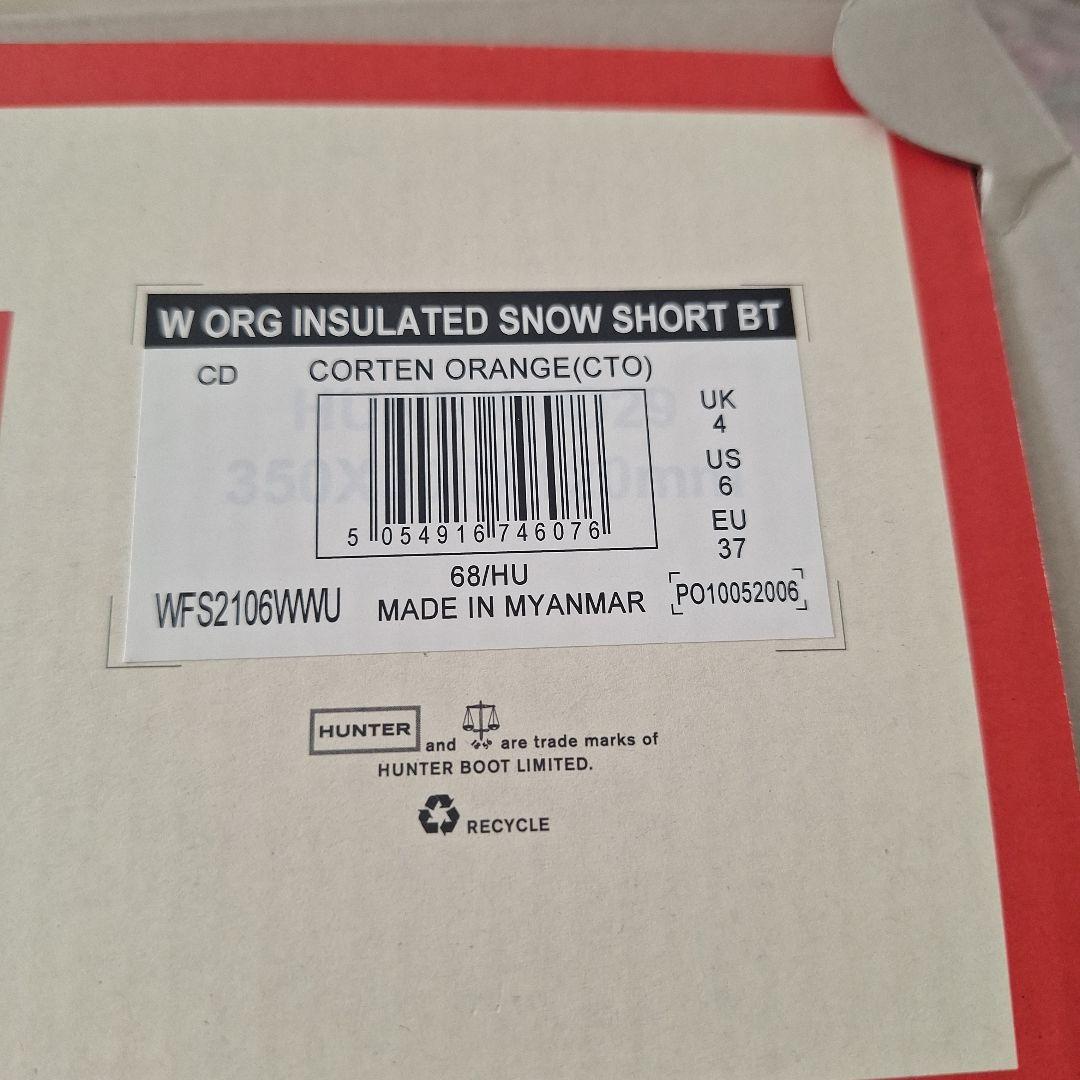 W ORG INSULATED SNOW SHORT BT
CD CORTEN ORANGE(CTO)
UK
4
US
6
EU
37
5 054916 746076
68/HU
WFS2106WWU MADE IN MYANMAR PO10052006
HUNTER and are trade marks of
HUNTER BOOT LIMITED.
RECYCLE